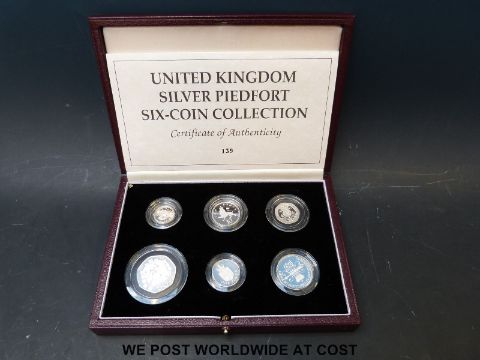 UNITED KINGDOM
SILVER PIEDFORT
SIX-COIN COLLECTION
Certificate of Authenticity
139
WE POST WORLDWIDE AT COST